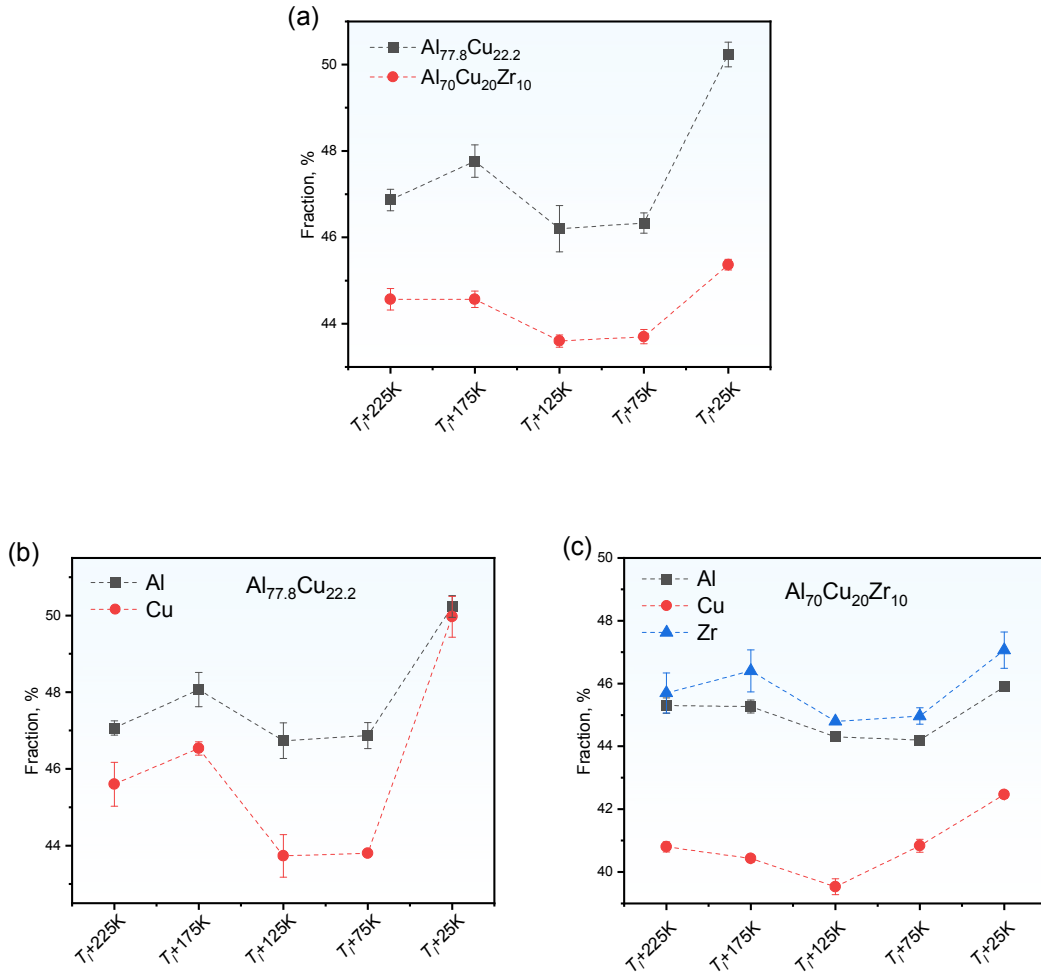 (a)
Al77.8Cu22.2
Al70Cu20Zr10
Fraction, %
50
48
46
44
Tl+225K
Tl+175K
Tl+125K
Tl+75K
Tl+25K
(b)
Al
Cu
Al77.8Cu22.2
Fraction, %
50
48
46
44
Tl+225K
Tl+175K
Tl+125K
Tl+75K
Tl+25K
(c)
Al
Cu
Zr
Al70Cu20Zr10
Fraction, %
50
48
46
44
42
40
Tl+225K
Tl+175K
Tl+125K
Tl+75K
Tl+25K